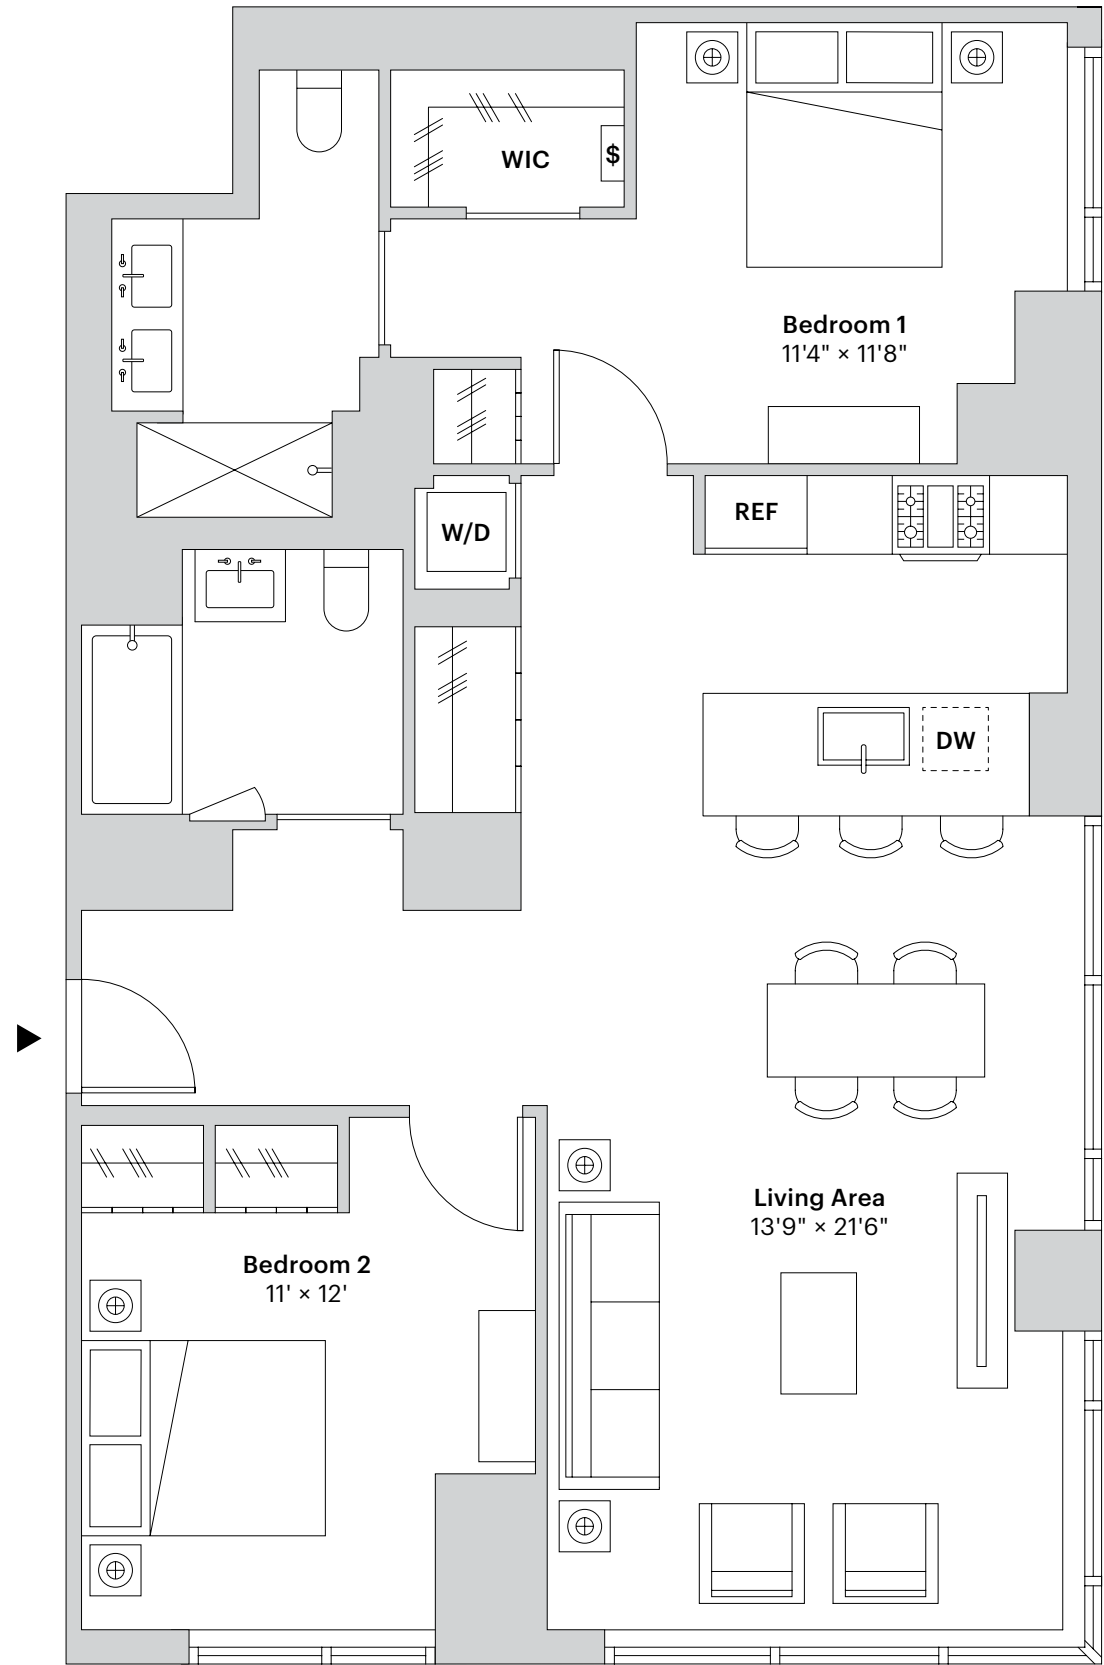 WIC
$
Bedroom 1
11'4" × 11'8"
W/D
REF
DW
Living Area
13'9" × 21'6"
Bedroom 2
11' × 12'